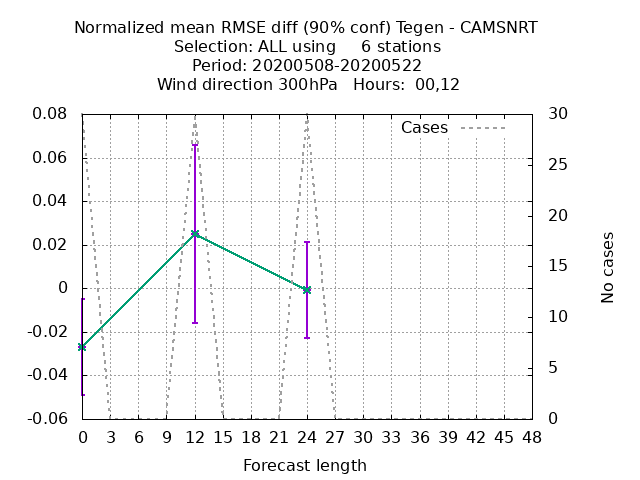 Normalized mean RMSE diff (90% conf) Tegen - CAMSNRT
Selection: ALL using     6 stations
Period: 20200508-20200522
Wind direction 300hPa   Hours:  00,12
Cases
0.08
0.06
0.04
0.02
0
-0.02
-0.04
-0.06
30
25
20
15
10
5
0
No cases
0 3 6 9 12 15 18 21 24 27 30 33 36 39 42 45 48
Forecast length